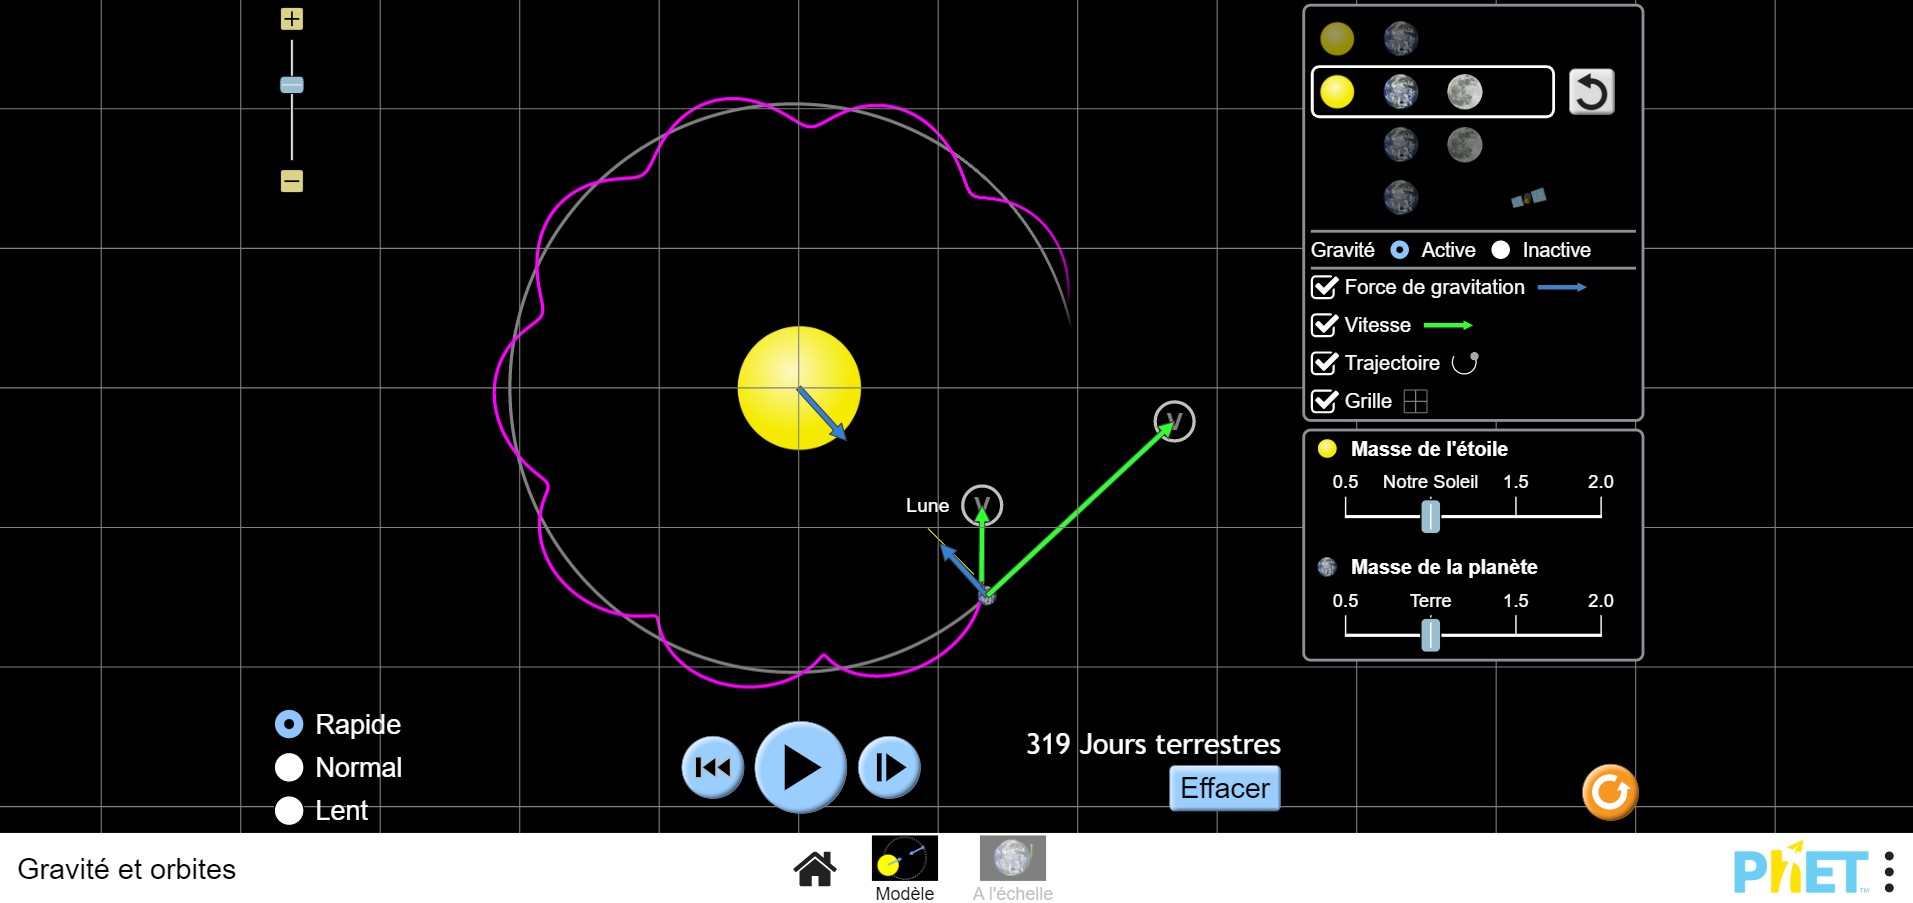 +
−
Gravité Active Inactive
Force de gravitation
Vitesse
Trajectoire
Grille
V
Lune V
Masse de l'étoile
0.5 Notre Soleil 1.5 2.0
Masse de la planète
0.5 Terre 1.5 2.0
Rapide
Normal
Lent
319 Jours terrestres
Effacer
Gravité et orbites
Modèle
A l'échelle
PhET